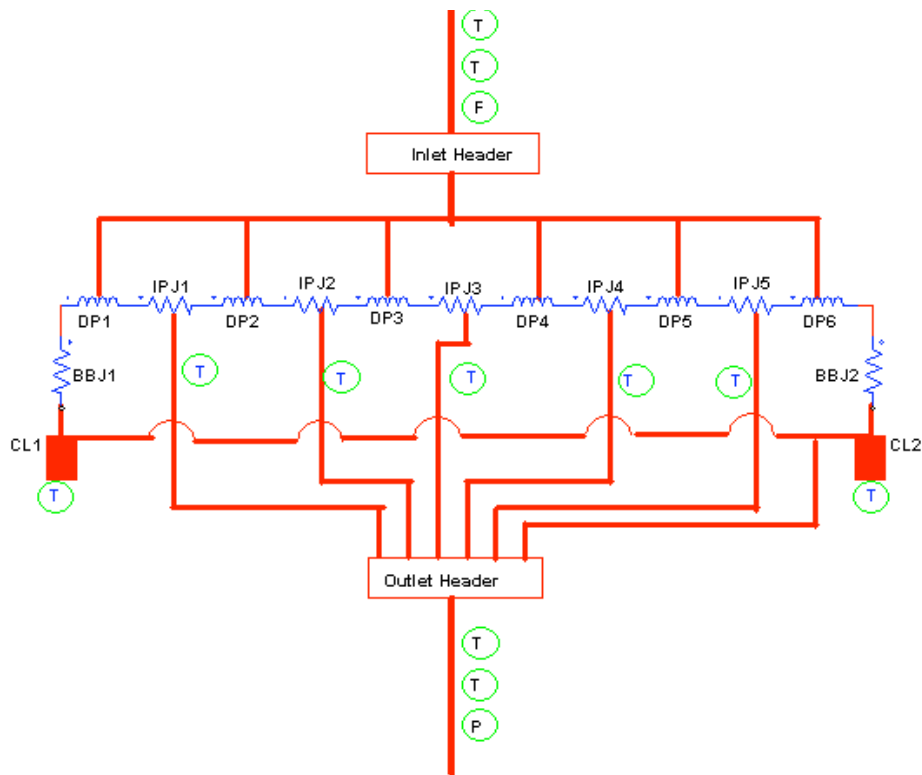 T
T
F
Inlet Header
IPJ1
IPJ2
IPJ3
IPJ4
IPJ5
DP1
DP2
DP3
DP4
DP5
DP6
BBJ1
T
T
T
T
T
BBJ2
CL1
CL2
T
T
Outlet Header
T
T
P